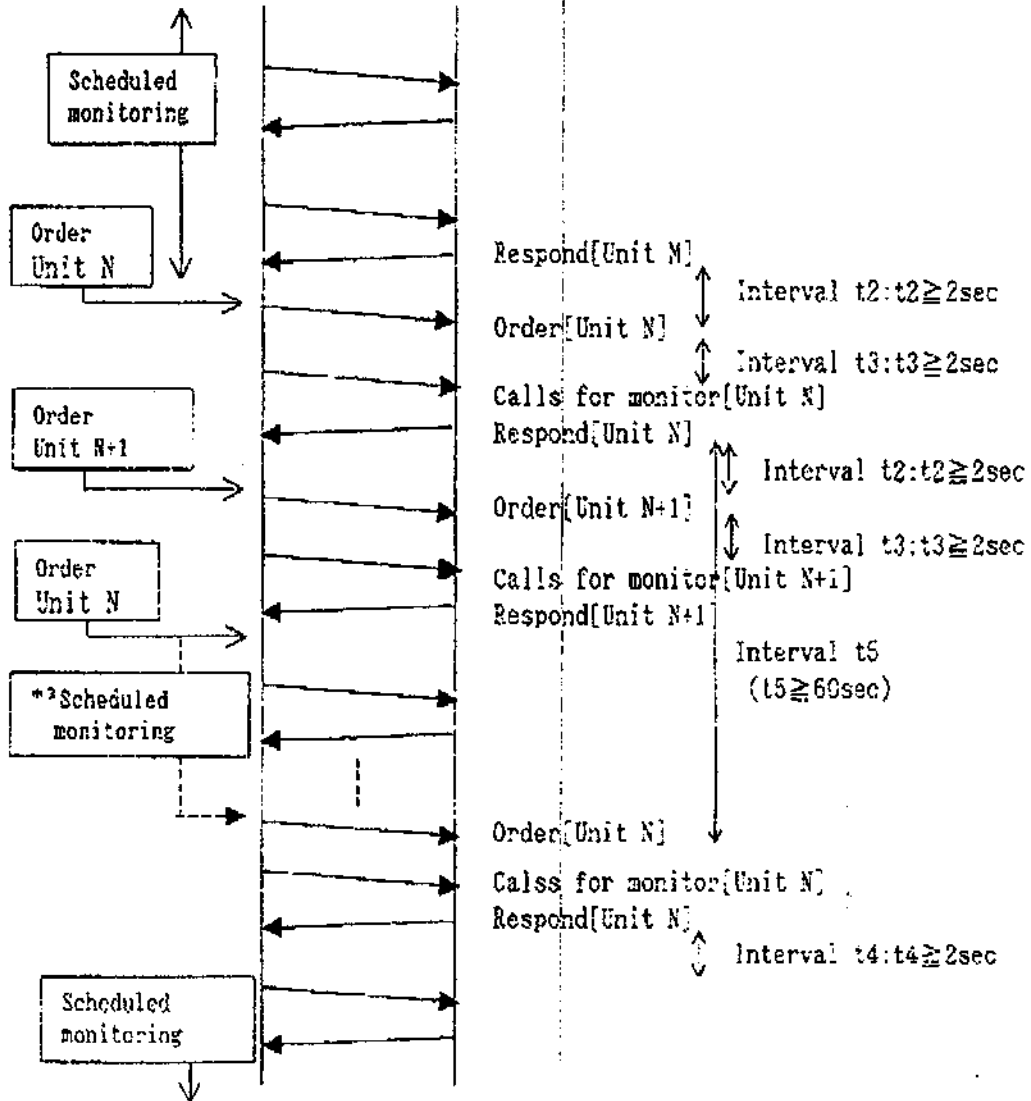 Scheduled
monitoring
Order
Unit N
Respond[Unit M]
Interval t2:t2≧2sec
Order[Unit N]
Interval t3:t3≧2sec
Calls for monitor[Unit N]
Order
Unit N+1
Respond[Unit N]
Interval t2:t2≧2sec
Order[Unit N+1]
Interval t3:t3≧2sec
Order
Unit N
Calls for monitor[Unit N+1]
Respond[Unit N+1]
Interval t5
(t5≧60sec)
*³Scheduled
monitoring
Order[Unit N]
Calss for monitor[Unit N]
Respond[Unit N]
Interval t4:t4≧2sec
Scheduled
monitoring